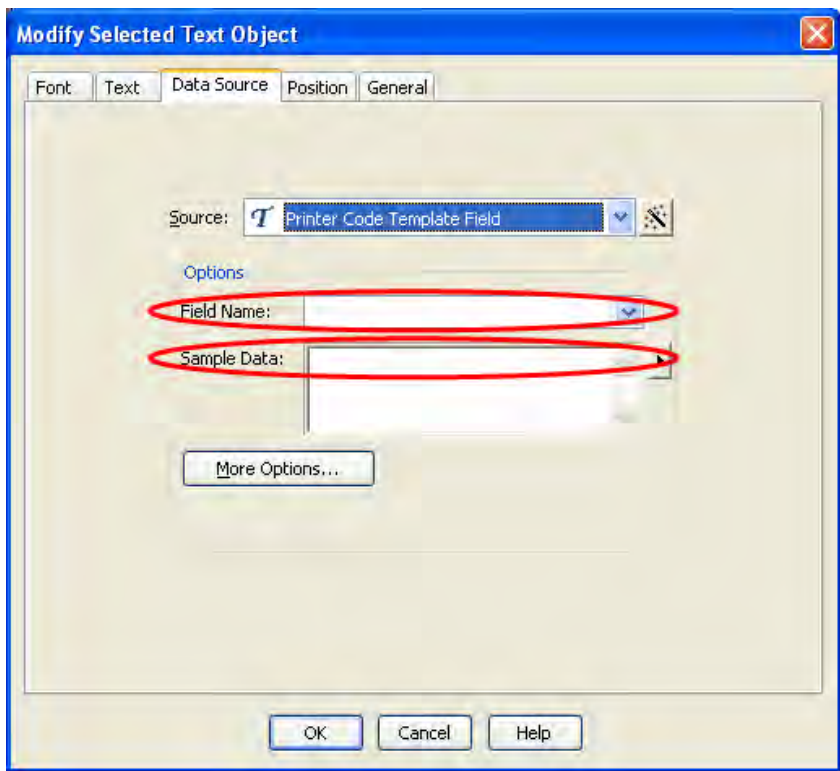 Modify Selected Text Object
Font Text Data Source Position General
Source: T Printer Code Template Field
Options
Field Name:
Sample Data:
More Options...
OK Cancel Help